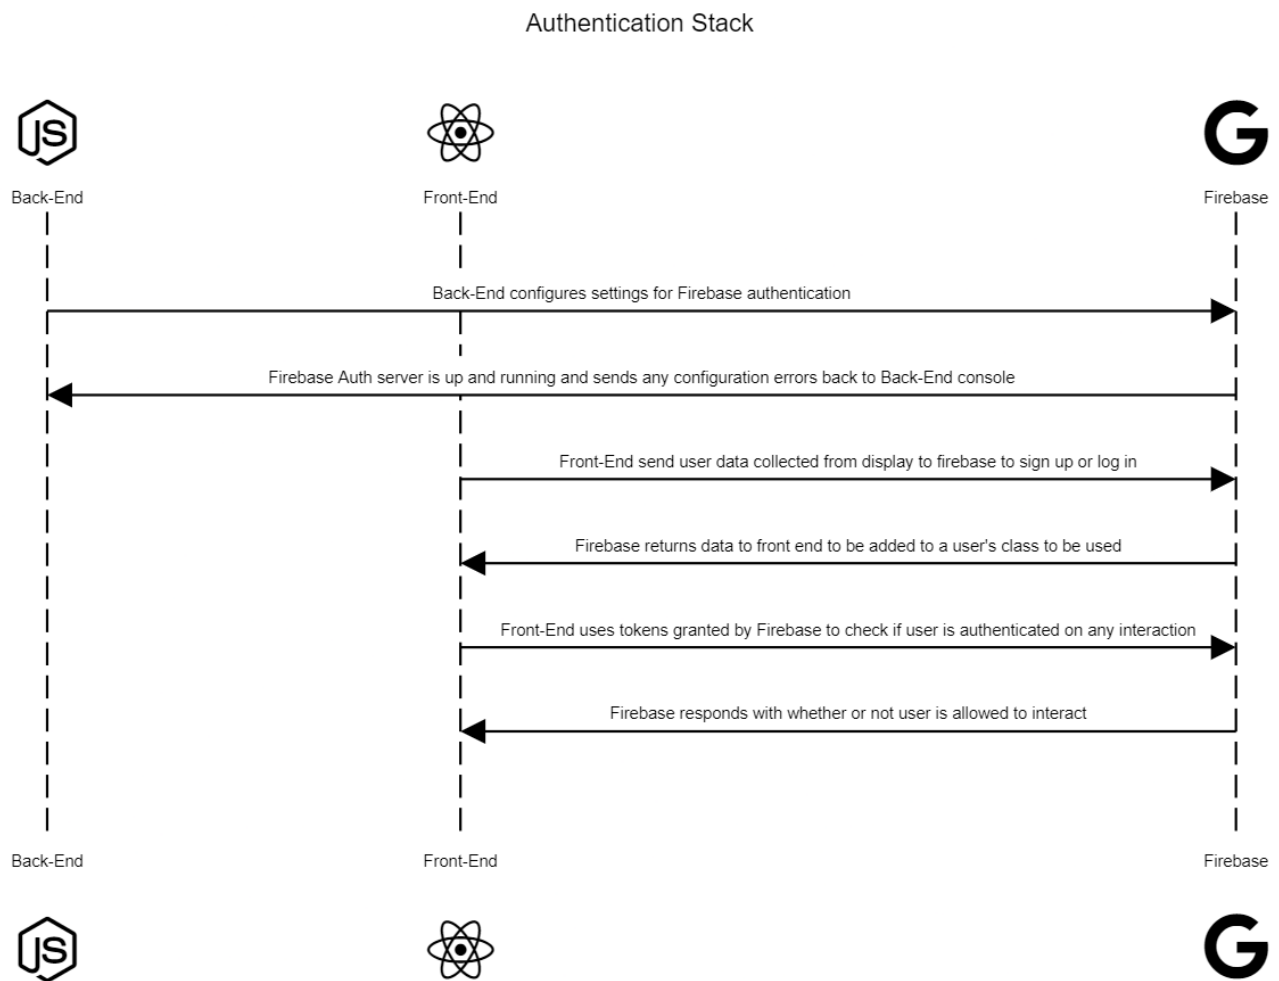 Authentication Stack
JS
G
Back-End
Front-End
Firebase
Back-End configures settings for Firebase authentication
Firebase Auth server is up and running and sends any configuration errors back to Back-End console
Front-End send user data collected from display to firebase to sign up or log in
Firebase returns data to front end to be added to a user's class to be used
Front-End uses tokens granted by Firebase to check if user is authenticated on any interaction
Firebase responds with whether or not user is allowed to interact
Back-End
Front-End
Firebase
JS
G